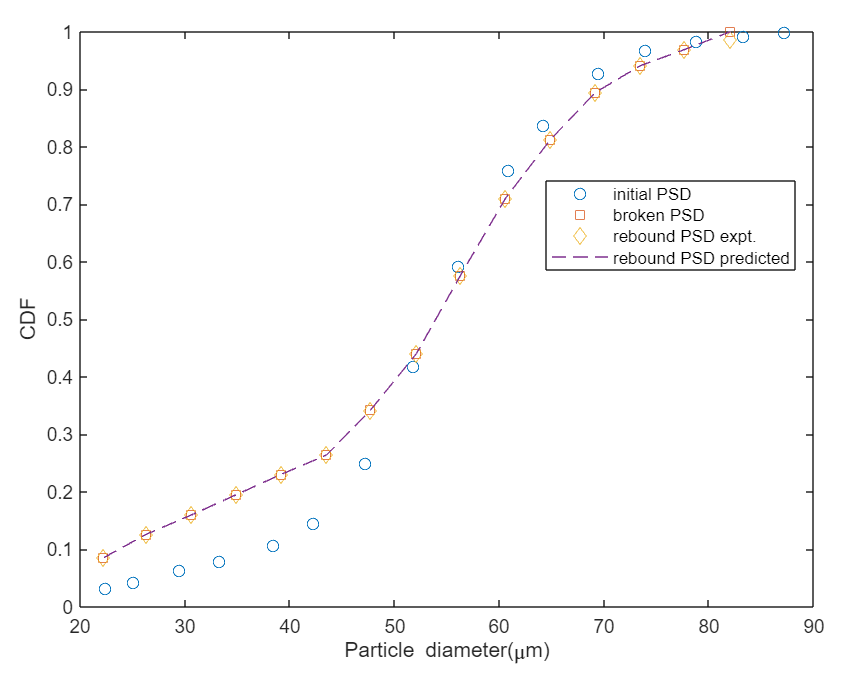 1
0.9
0.8
0.7
0.6
0.5
0.4
0.3
0.2
0.1
0
CDF
initial PSD
broken PSD
rebound PSD expt.
rebound PSD predicted
20 30 40 50 60 70 80 90
Particle diameter(μm)